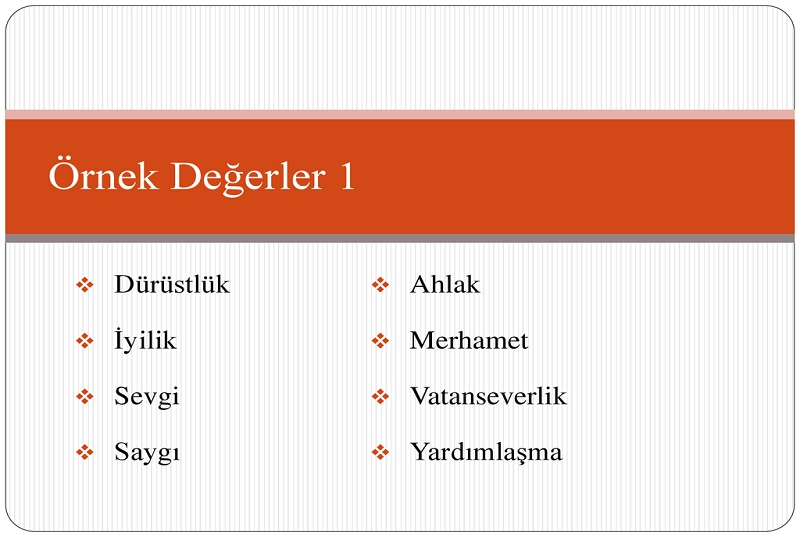 Örnek Değerler 1
Dürüstlük
İyilik
Sevgi
Saygı
Ahlak
Merhamet
Vatanseverlik
Yardımlaşma